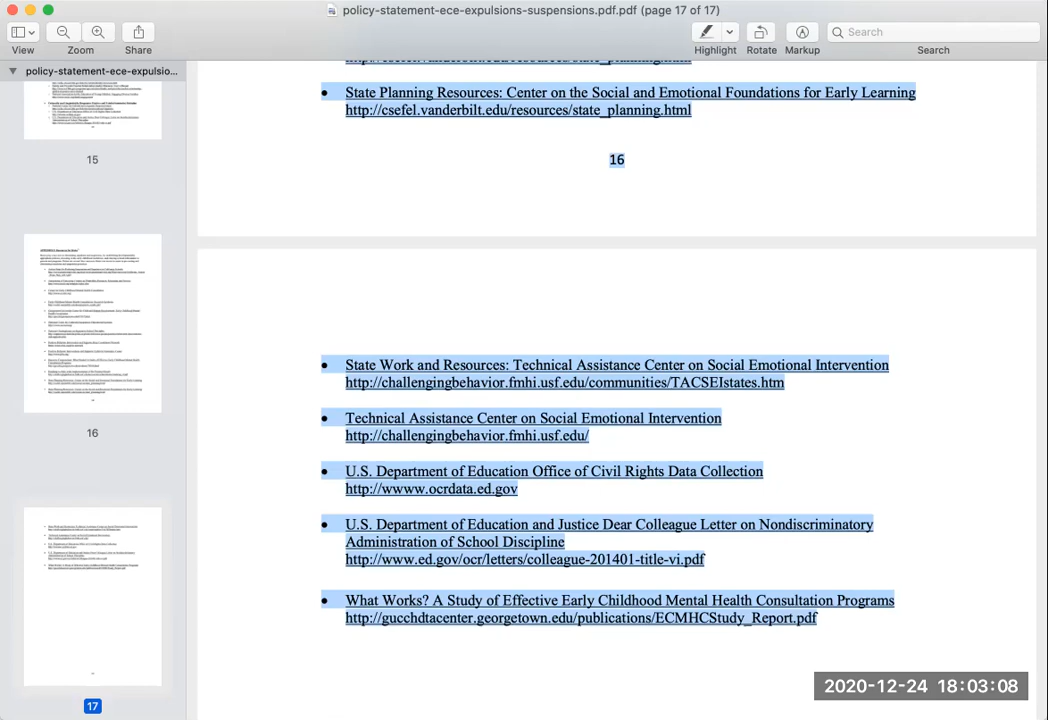 policy-statement-ece-expulsions-suspensions.pdf.pdf (page 17 of 17)
View
Zoom
Share
Highlight
Rotate
Markup
Search
Search
policy-statement-ece-expulsio...
15
16
17
• State Planning Resources: Center on the Social and Emotional Foundations for Early Learning
http://csefel.vanderbilt.edu/resources/state_planning.html
16
• State Work and Resources: Technical Assistance Center on Social Emotional Intervention
http://challengingbehavior.fmhi.usf.edu/communities/TACSEIstates.htm
• Technical Assistance Center on Social Emotional Intervention
http://challengingbehavior.fmhi.usf.edu/
• U.S. Department of Education Office of Civil Rights Data Collection
http://wwww.ocrdata.ed.gov
• U.S. Department of Education and Justice Dear Colleague Letter on Nondiscriminatory
Administration of School Discipline
http://www.ed.gov/ocr/letters/colleague-201401-title-vi.pdf
• What Works? A Study of Effective Early Childhood Mental Health Consultation Programs
http://gucchdtacenter.georgetown.edu/publications/ECMHCStudy_Report.pdf
2020-12-24 18:03:08